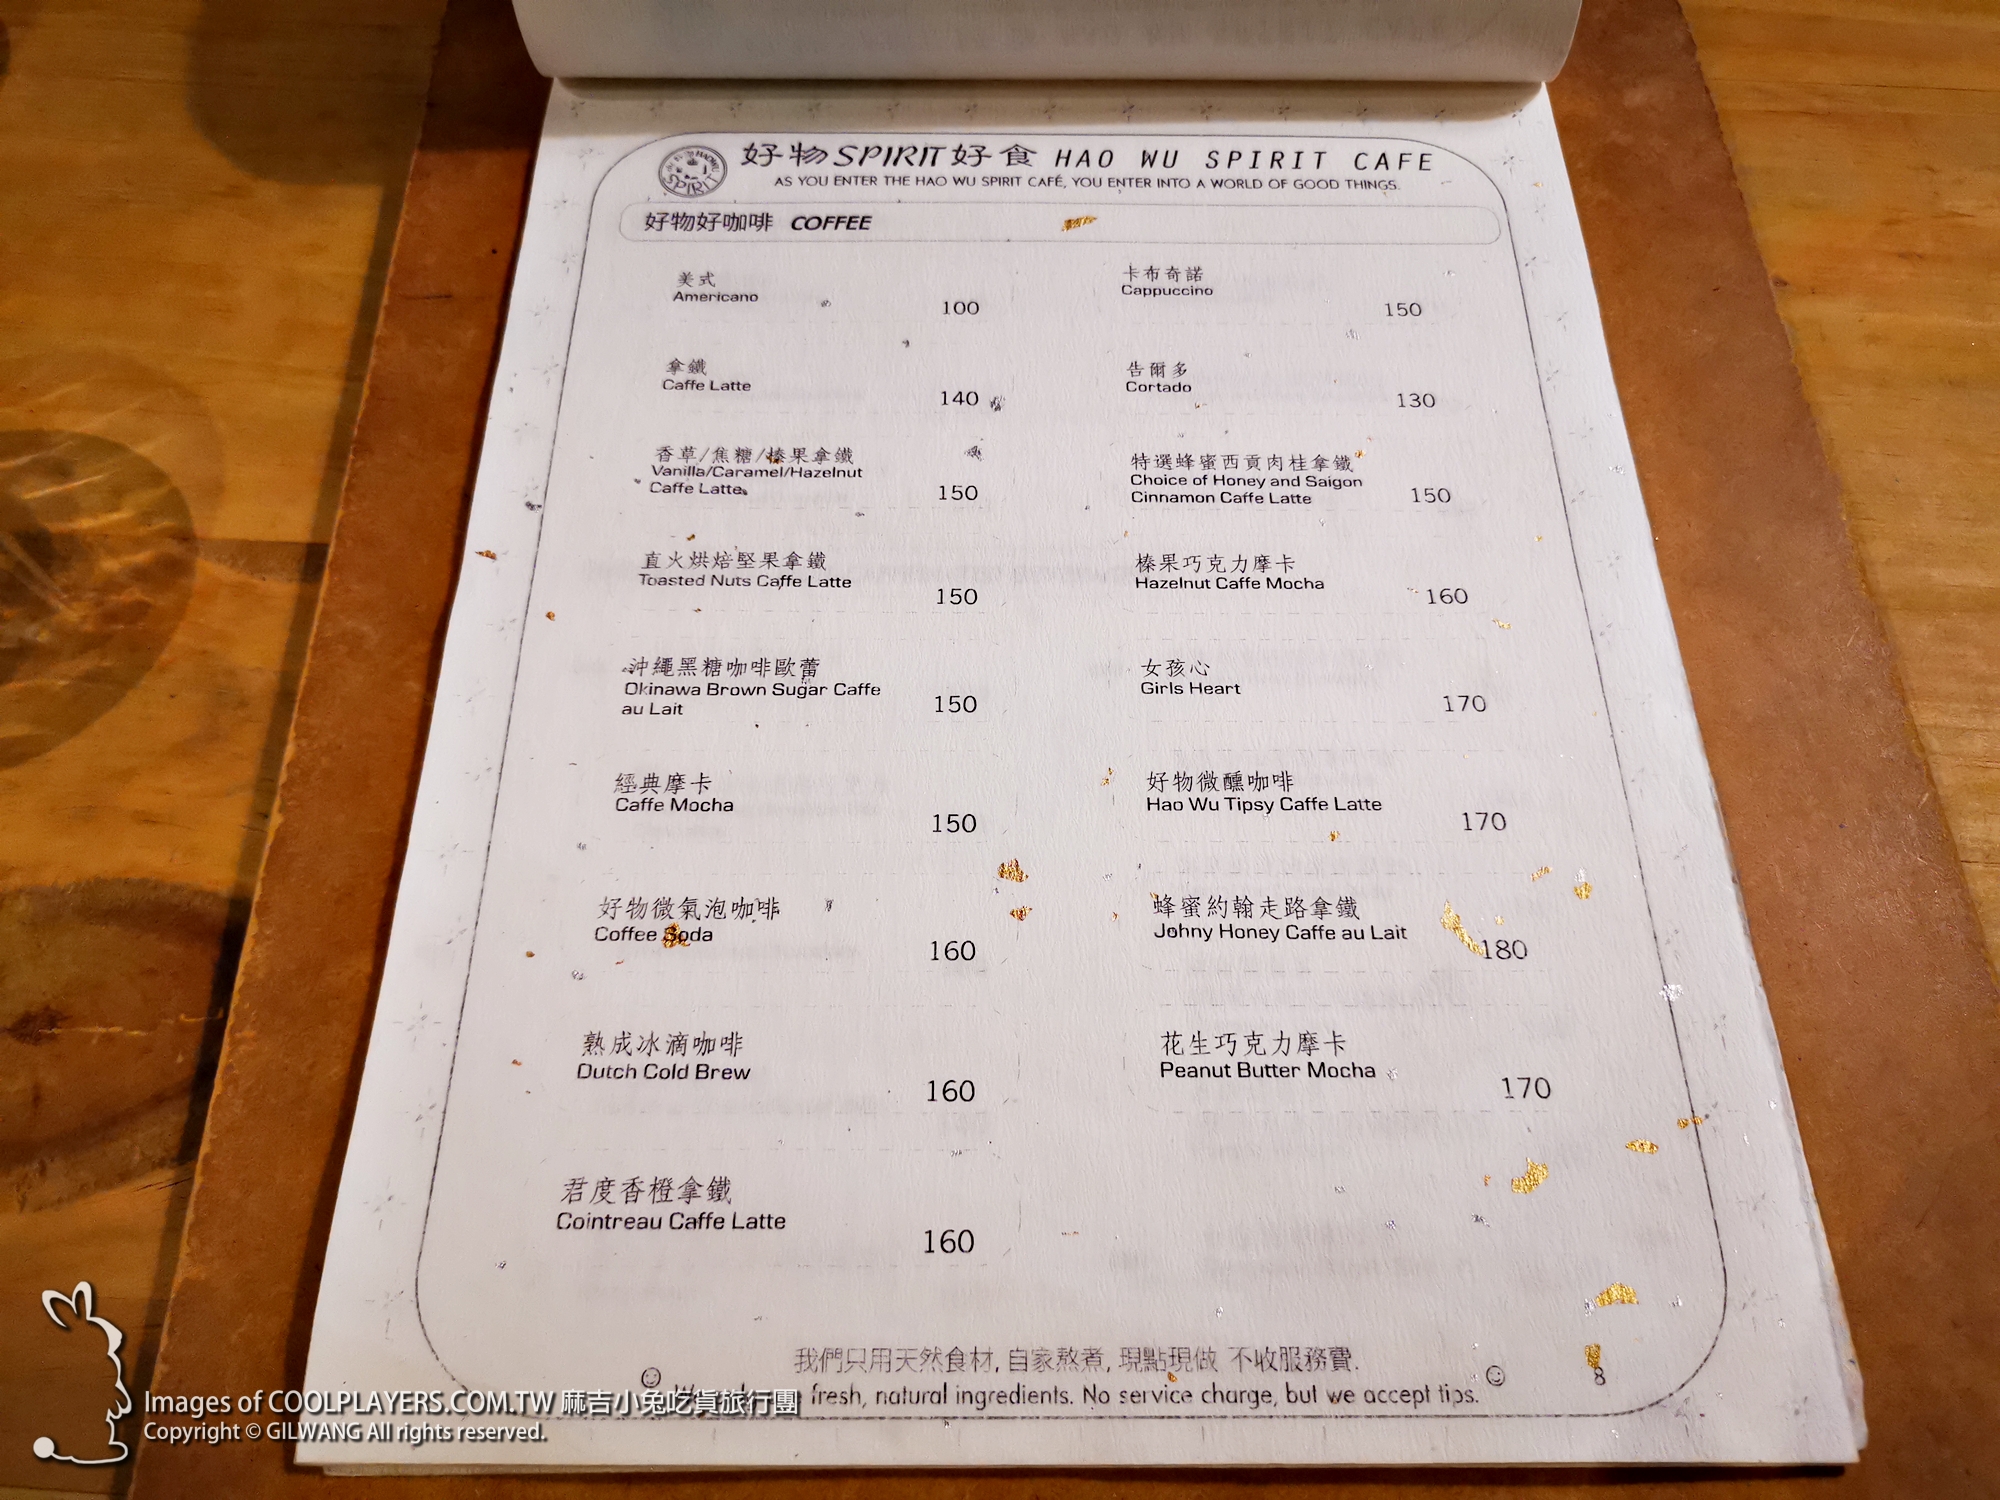 好物SPIRIT好食 HAO WU SPIRIT CAFE
AS YOU ENTER THE HAO WU SPIRIT CAFÉ, YOU ENTER INTO A WORLD OF GOOD THINGS.
好物好咖啡 COFFEE
美式
Americano
100
拿鐵
Caffe Latte
140
香草/焦糖/榛果拿鐵
Vanilla/Caramel/Hazelnut
Caffe Latte
150
直火烘焙堅果拿鐵
Toasted Nuts Caffe Latte
150
沖繩黑糖咖啡歐蕾
Okinawa Brown Sugar Caffe
au Lait
150
經典摩卡
Caffe Mocha
150
好物微氣泡咖啡
Coffee Soda
160
熟成冰滴咖啡
Dutch Cold Brew
160
君度香橙拿鐵
Cointreau Caffe Latte
160
卡布奇諾
Cappuccino
150
告爾多
Cortado
130
特選蜂蜜西貢肉桂拿鐵
Choice of Honey and Saigon
Cinnamon Caffe Latte
150
榛果巧克力摩卡
Hazelnut Caffe Mocha
160
女孩心
Girls Heart
170
好物微醺咖啡
Hao Wu Tipsy Caffe Latte
170
蜂蜜約翰走路拿鐵
Johny Honey Caffe au Lait
180
花生巧克力摩卡
Peanut Butter Mocha
170
我們只用天然食材, 自家熬煮, 現點現做 不收服務費.
fresh, natural ingredients. No service charge, but we accept tips.
8
Images of COOLPLAYERS.COM.TW 麻吉小兔吃貨旅行團
Copyright © GILWANG All rights reserved.